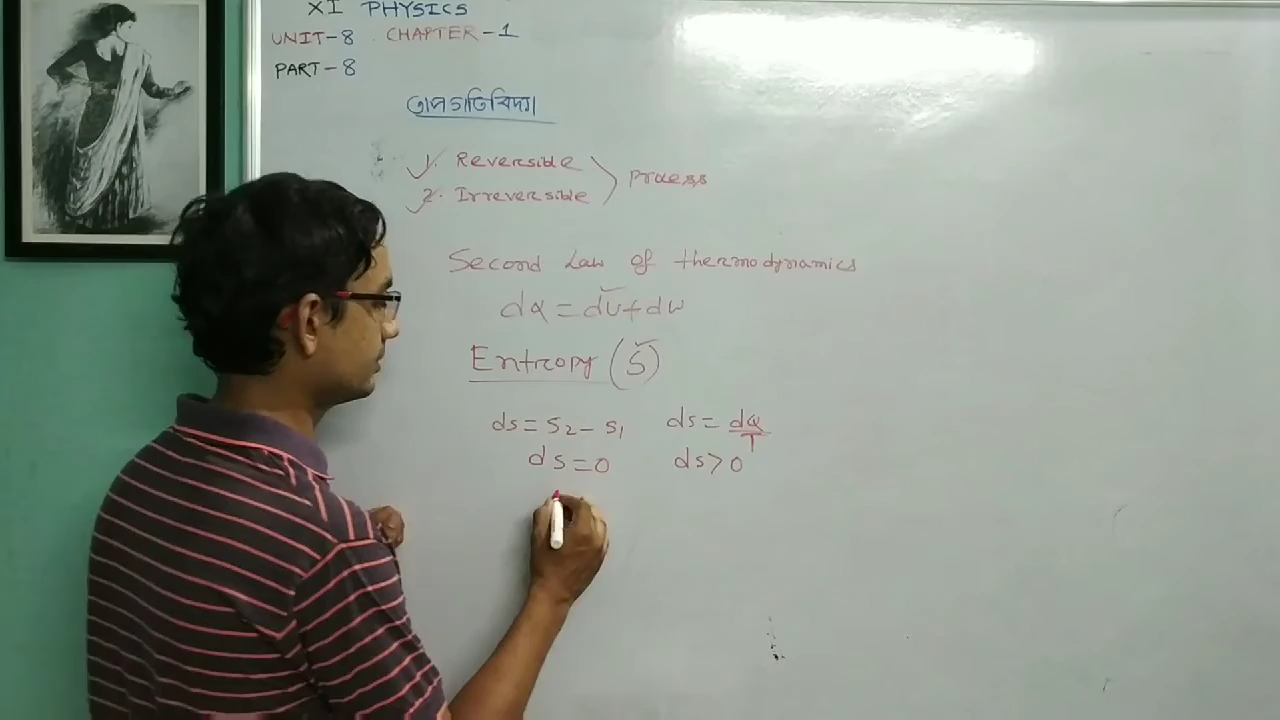 XI PHYSICS
UNIT-8 CHAPTER-1
PART-8
তাপগতিবিদ্যা
1. Reversible
2. Irreversible
Process
Second Law of thermodynamics
dQ = dU + dW
Entropy (S)
ds = S₂ - S₁ ds = dQ/T
ds = 0 ds > 0